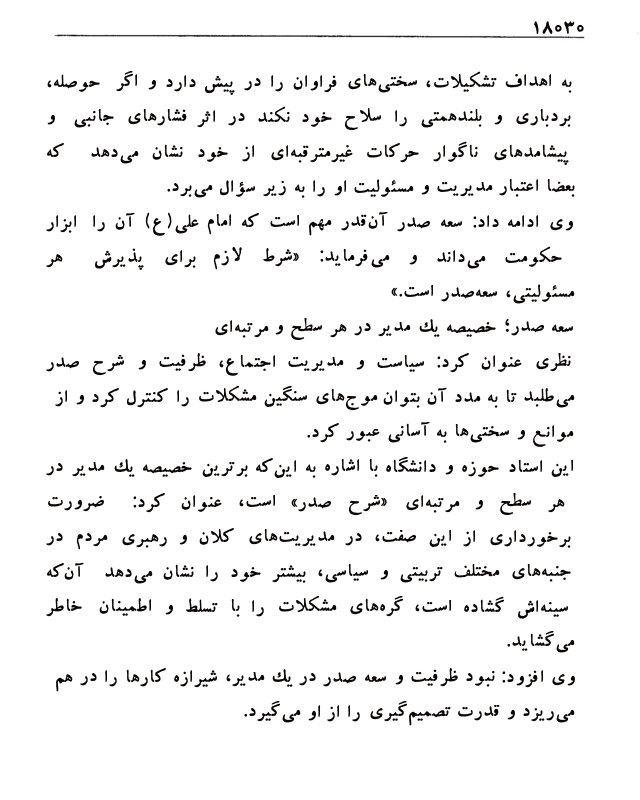 ۱۸۰۳۰
به اهداف تشکیلات، سختی‌های فراوان را در پیش دارد و اگر حوصله،
بردباری و بلندهمتی را سلاح خود نکند در اثر فشارهای جانبی و
پیشامدهای ناگوار حرکات غیرمترقبه‌ای از خود نشان می‌دهد که
بعضا اعتبار مدیریت و مسئولیت او را به زیر سؤال می‌برد.
وی ادامه داد: سعه صدر آن‌قدر مهم است که امام علی(ع) آن را ابزار
حکومت می‌داند و می‌فرماید: «شرط لازم برای پذیرش هر
مسئولیتی، سعه‌صدر است.»
سعه صدر؛ خصیصه یك مدیر در هر سطح و مرتبه‌ای
نظری عنوان کرد: سیاست و مدیریت اجتماع، ظرفیت و شرح صدر
می‌طلبد تا به مدد آن بتوان موج‌های سنگین مشکلات را کنترل کرد و از
موانع و سختی‌ها به آسانی عبور کرد.
این استاد حوزه و دانشگاه با اشاره به این‌که برترین خصیصه یك مدیر در
هر سطح و مرتبه‌ای «شرح صدر» است، عنوان کرد: ضرورت
برخورداری از این صفت، در مدیریت‌های کلان و رهبری مردم در
جنبه‌های مختلف تربیتی و سیاسی، بیشتر خود را نشان می‌دهد آن‌که
سینه‌اش گشاده است، گره‌های مشکلات را با تسلط و اطمینان خاطر
می‌گشاید.
وی افزود: نبود ظرفیت و سعه صدر در یك مدیر، شیرازه کارها را در هم
می‌ریزد و قدرت تصمیم‌گیری را از او می‌گیرد.